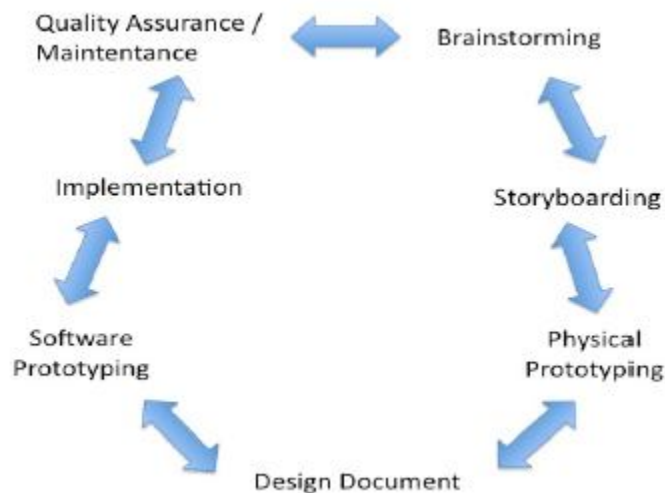 Quality Assurance /
Maintentance
Brainstorming
Implementation
Storyboarding
Software
Prototyping
Physical
Prototyping
Design Document